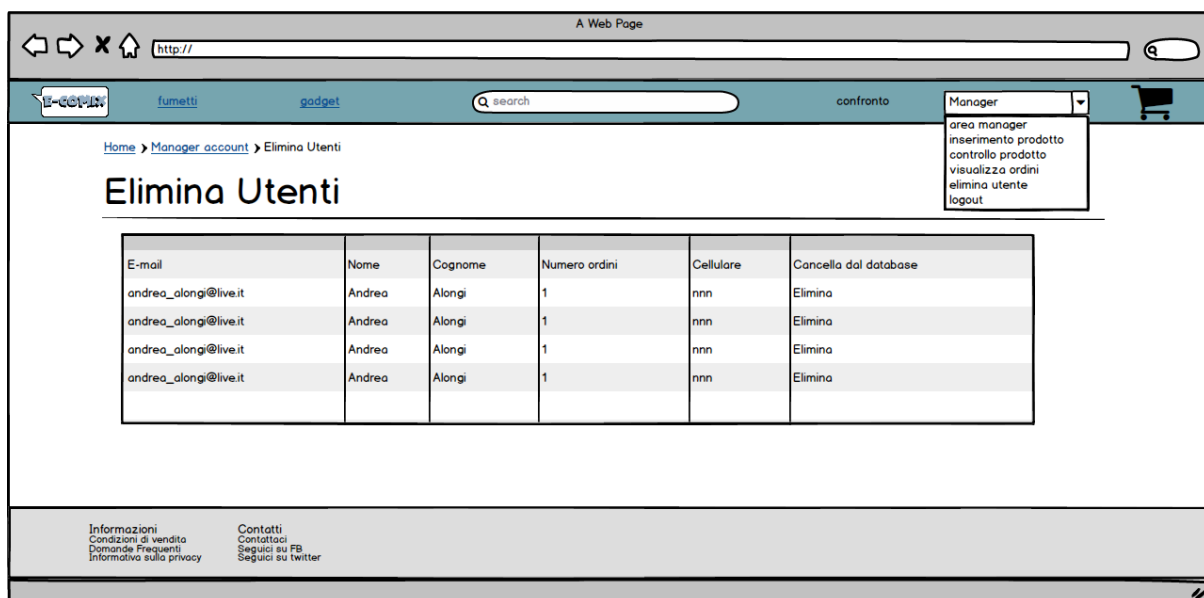 A Web Page
http://
E-COMIX fumetti gadget search confronto Manager
area manager
inserimento prodotto
controllo prodotto
visualizza ordini
elimina utente
logout
Home Manager account Elimina Utenti
Elimina Utenti
E-mail Nome Cognome Numero ordini Cellulare Cancella dal database
andrea_alongi@live.it Andrea Alongi 1 nnn Elimina
andrea_alongi@live.it Andrea Alongi 1 nnn Elimina
andrea_alongi@live.it Andrea Alongi 1 nnn Elimina
andrea_alongi@live.it Andrea Alongi 1 nnn Elimina
Informazioni
Condizioni di vendita
Domande Frequenti
Informativa sulla privacy
Contatti
Contattaci
Seguici su FB
Seguici su twitter